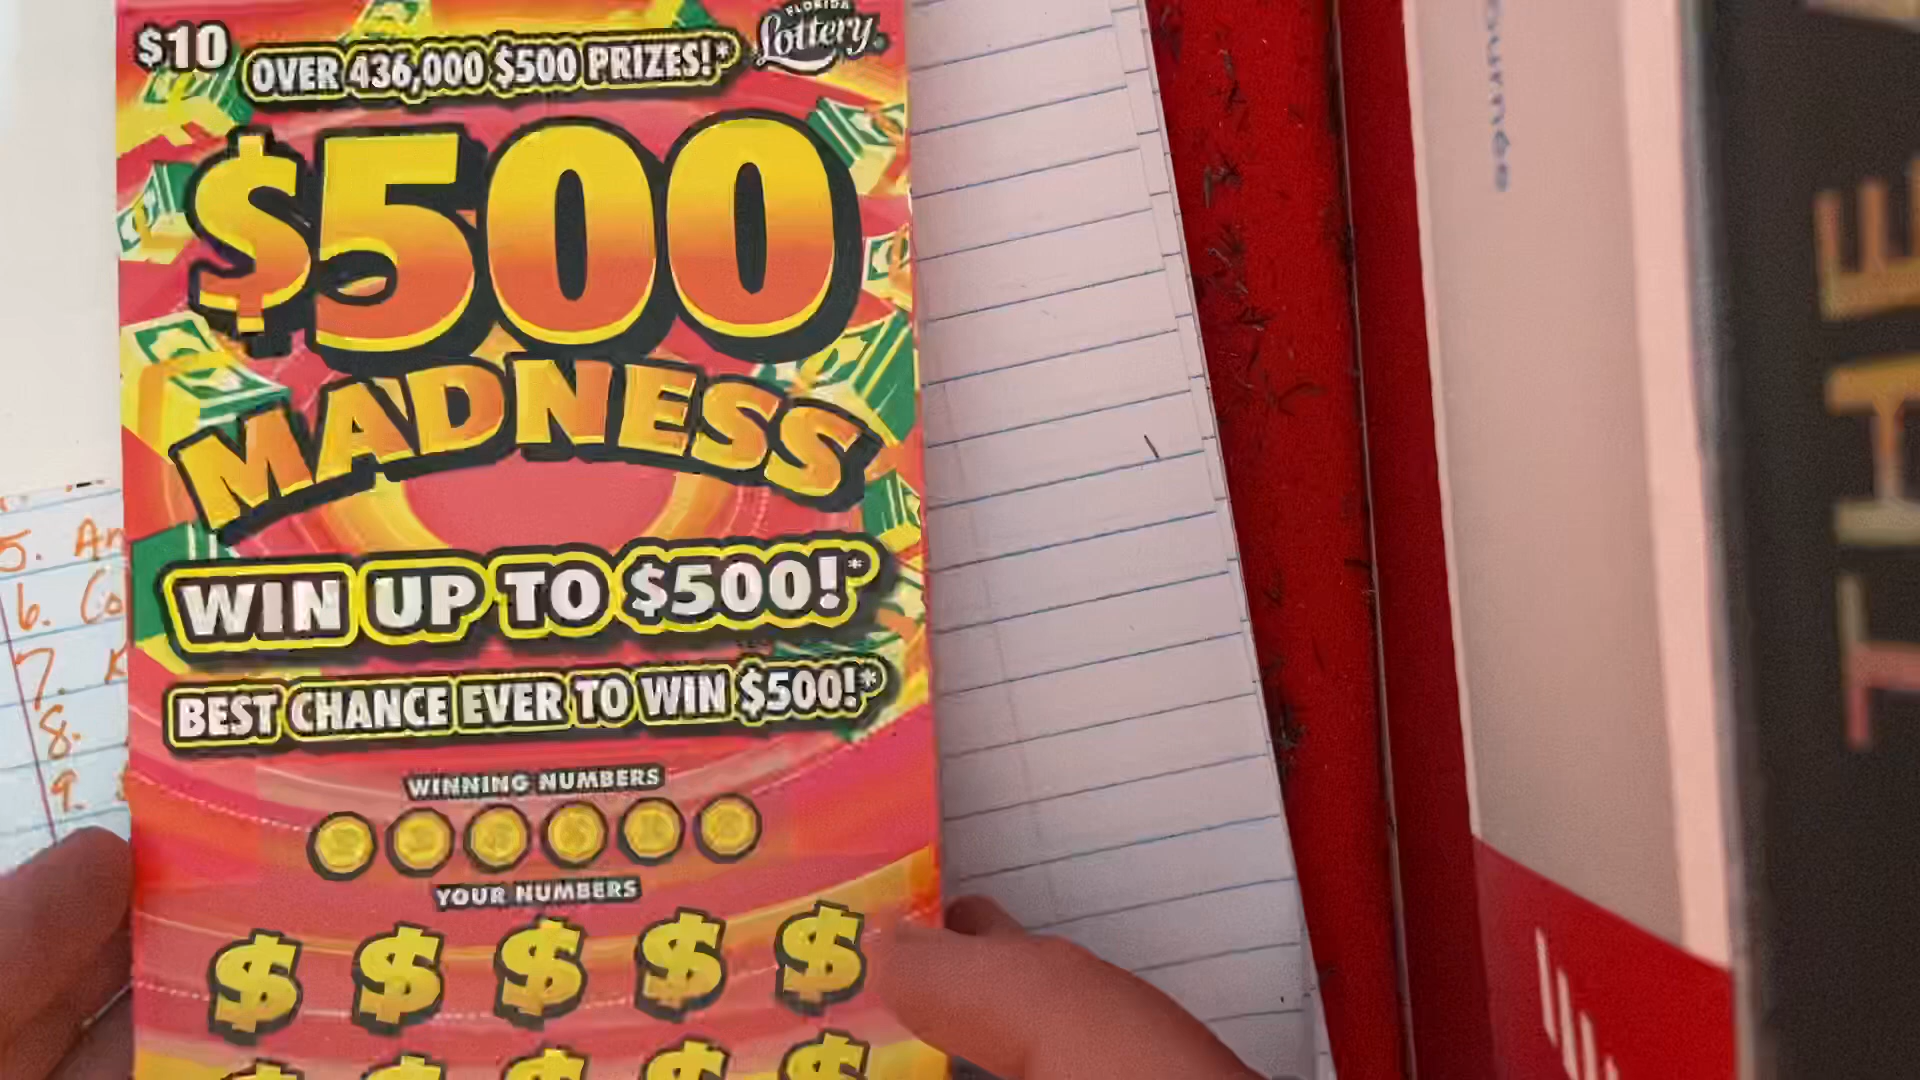 $10
OVER 436,000 $500 PRIZES!*
FLORIDA
Lottery
$500
MADNESS
WIN UP TO $500!*
BEST CHANCE EVER TO WIN $500!*
WINNING NUMBERS
YOUR NUMBERS
$ $ $ $ $
5. An
6. Co
7. K
8.
9.
THE